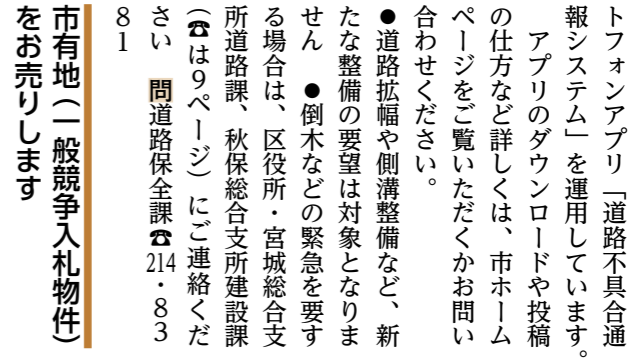 トフォンアプリ「道路不具合通
報システム」を運用しています。
　アプリのダウンロードや投稿
の仕方など詳しくは、市ホーム
ページをご覧いただくかお問い
合わせください。
●道路拡幅や側溝整備など、新
たな整備の要望は対象となりま
せん　●倒木などの緊急を要す
る場合は、区役所・宮城総合支
所道路課、秋保総合支所建設課
（☎は9ページ）にご連絡くだ
さい　問道路保全課☎214・83
81
市有地（一般競争入札物件）
をお売りします